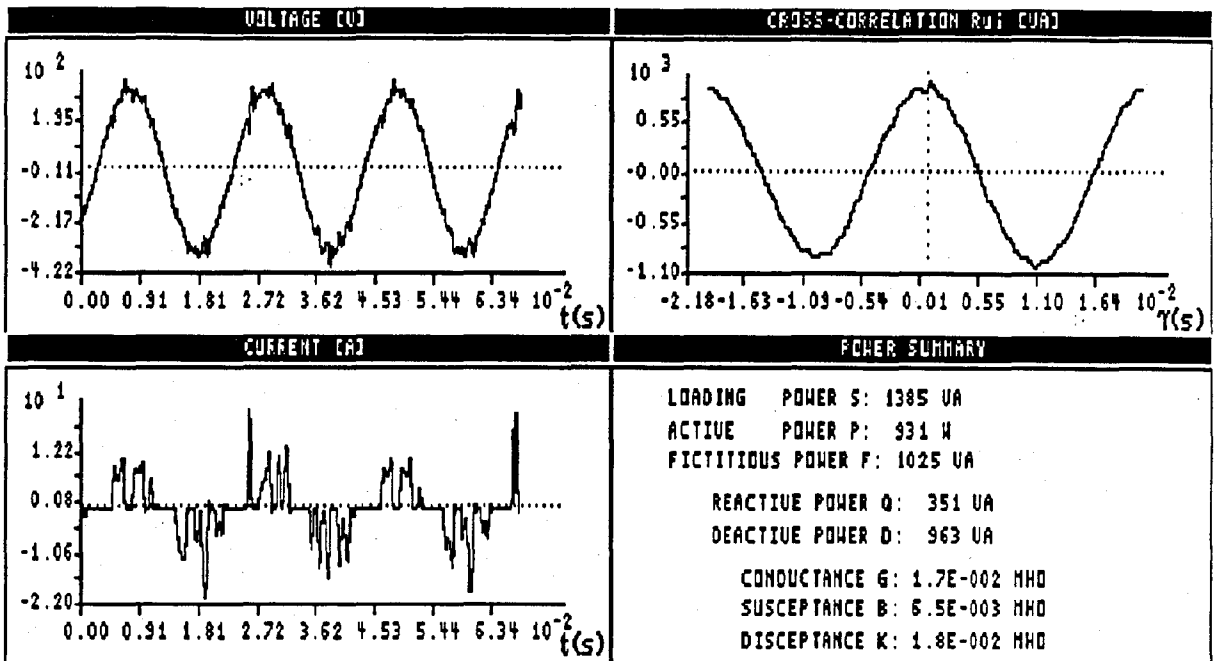 VOLTAGE [V]
10 2
1.95
-0.11
-2.17
-4.22
0.00 0.91 1.81 2.72 3.62 4.53 5.44 6.34 10-2
t(s)
CROSS-CORRELATION Rui [VA]
10 3
0.55
-0.00
-0.55
-1.10
-2.18 -1.63 -1.09 -0.54 0.01 0.55 1.10 1.64 10-2
γ(s)
CURRENT [A]
10 1
1.22
0.08
-1.06
-2.20
0.00 0.91 1.81 2.72 3.62 4.53 5.44 6.34 10-2
t(s)
POWER SUMMARY
LOADING POWER S: 1385 VA
ACTIVE POWER P: 931 W
FICTITIOUS POWER F: 1025 VA
REACTIVE POWER Q: 351 VA
DEACTIVE POWER D: 963 VA
CONDUCTANCE G: 1.7E-002 MHO
SUSCEPTANCE B: 6.5E-003 MHO
DISCEPTANCE K: 1.8E-002 MHO